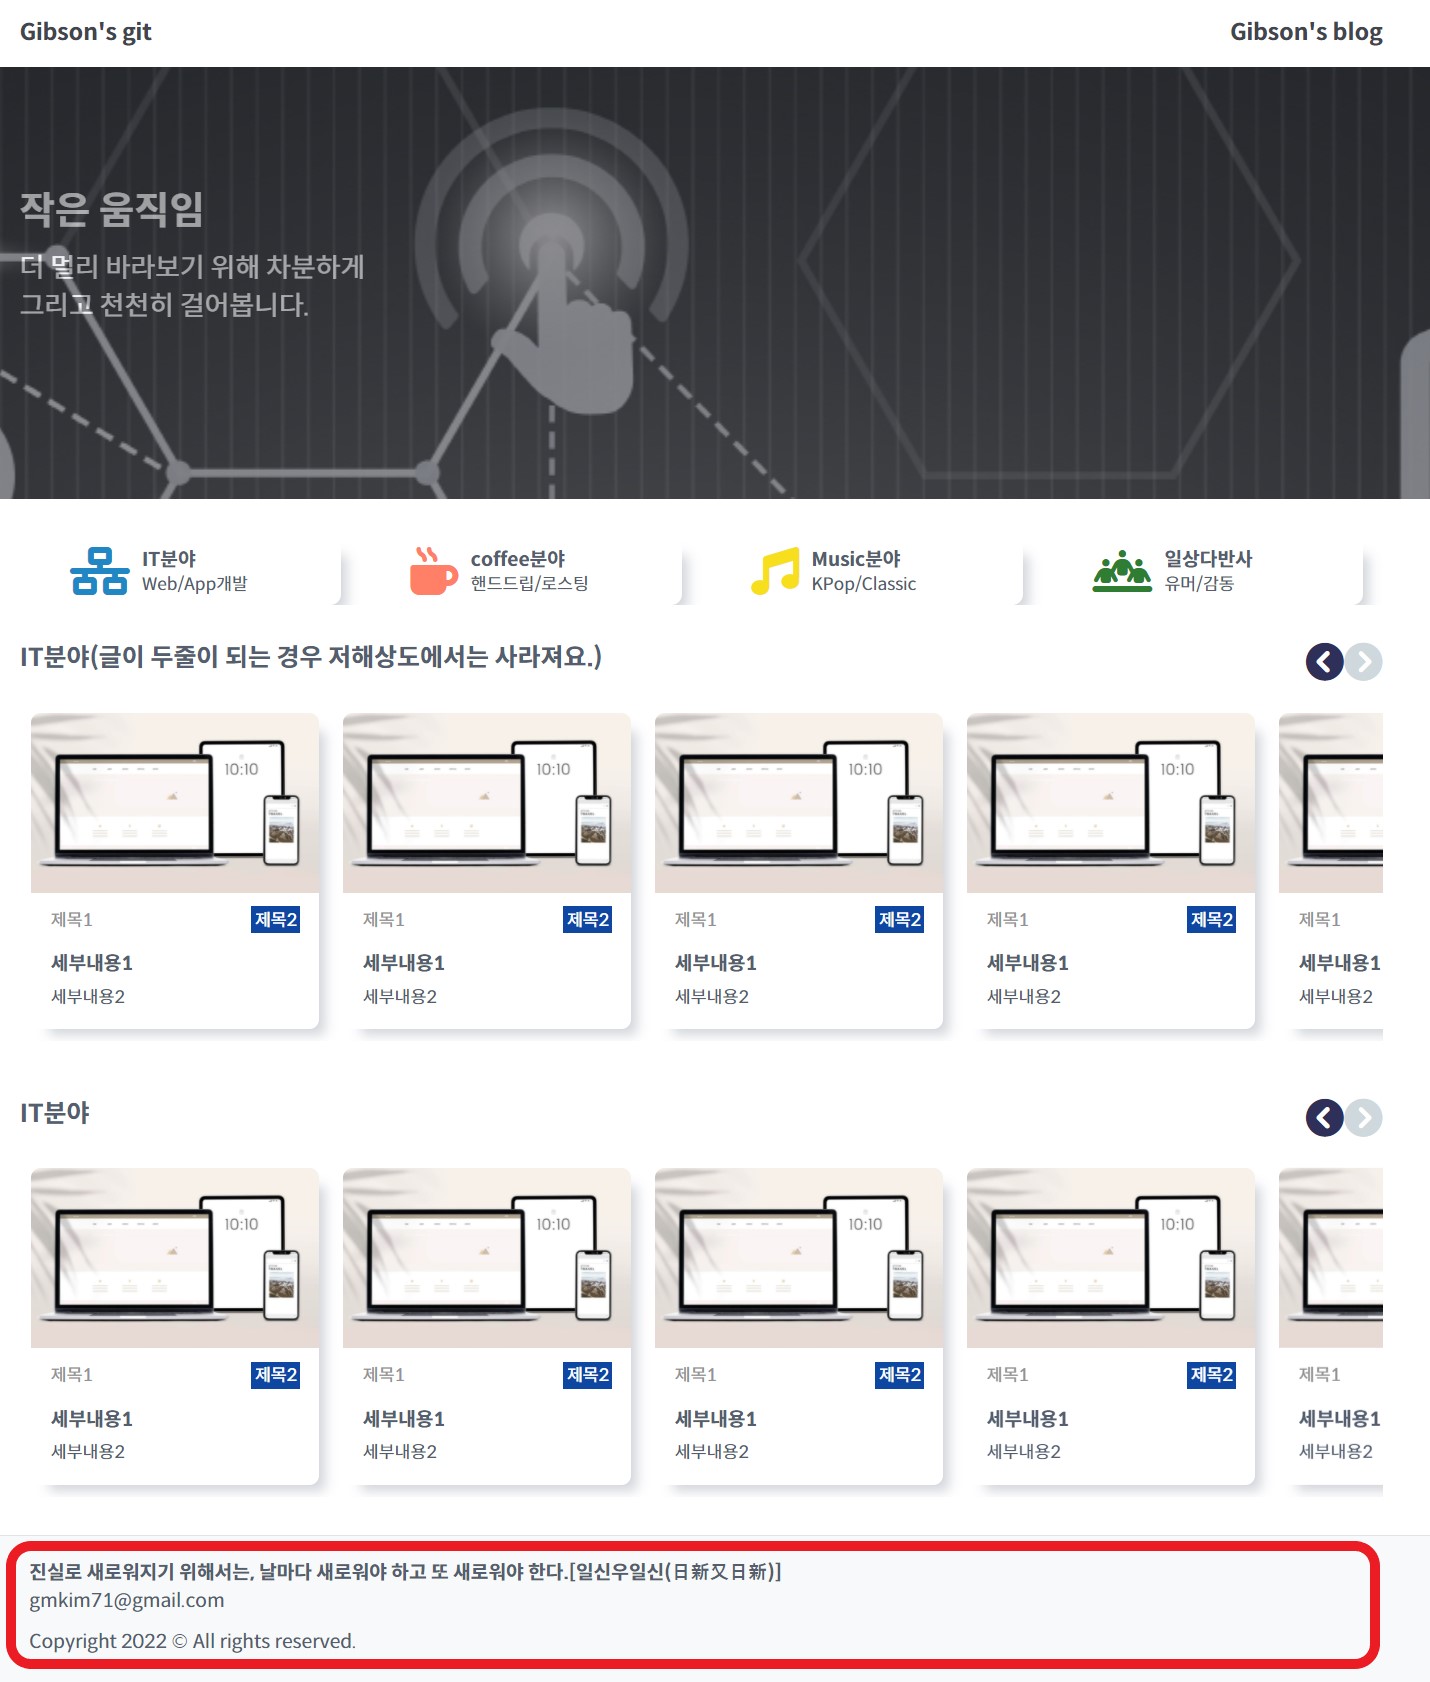 Gibson's git
Gibson's blog
작은 움직임
더 멀리 바라보기 위해 차분하게
그리고 천천히 걸어봅니다.
IT분야
Web/App개발
coffee분야
핸드드립/로스팅
Music분야
KPop/Classic
일상다반사
유머/감동
IT분야(글이 두줄이 되는 경우 저해상도에서는 사라져요.)
10:10
10:10
10:10
10:10
제목1 제목2
세부내용1
세부내용2
제목1 제목2
세부내용1
세부내용2
제목1 제목2
세부내용1
세부내용2
제목1 제목2
세부내용1
세부내용2
제목1
세부내용1
세부내용2
IT분야
10:10
10:10
10:10
10:10
제목1 제목2
세부내용1
세부내용2
제목1 제목2
세부내용1
세부내용2
제목1 제목2
세부내용1
세부내용2
제목1 제목2
세부내용1
세부내용2
제목1
세부내용1
세부내용2
진실로 새로워지기 위해서는, 날마다 새로워야 하고 또 새로워야 한다.[일신우일신(日新又日新)]
gmkim71@gmail.com
Copyright 2022 © All rights reserved.